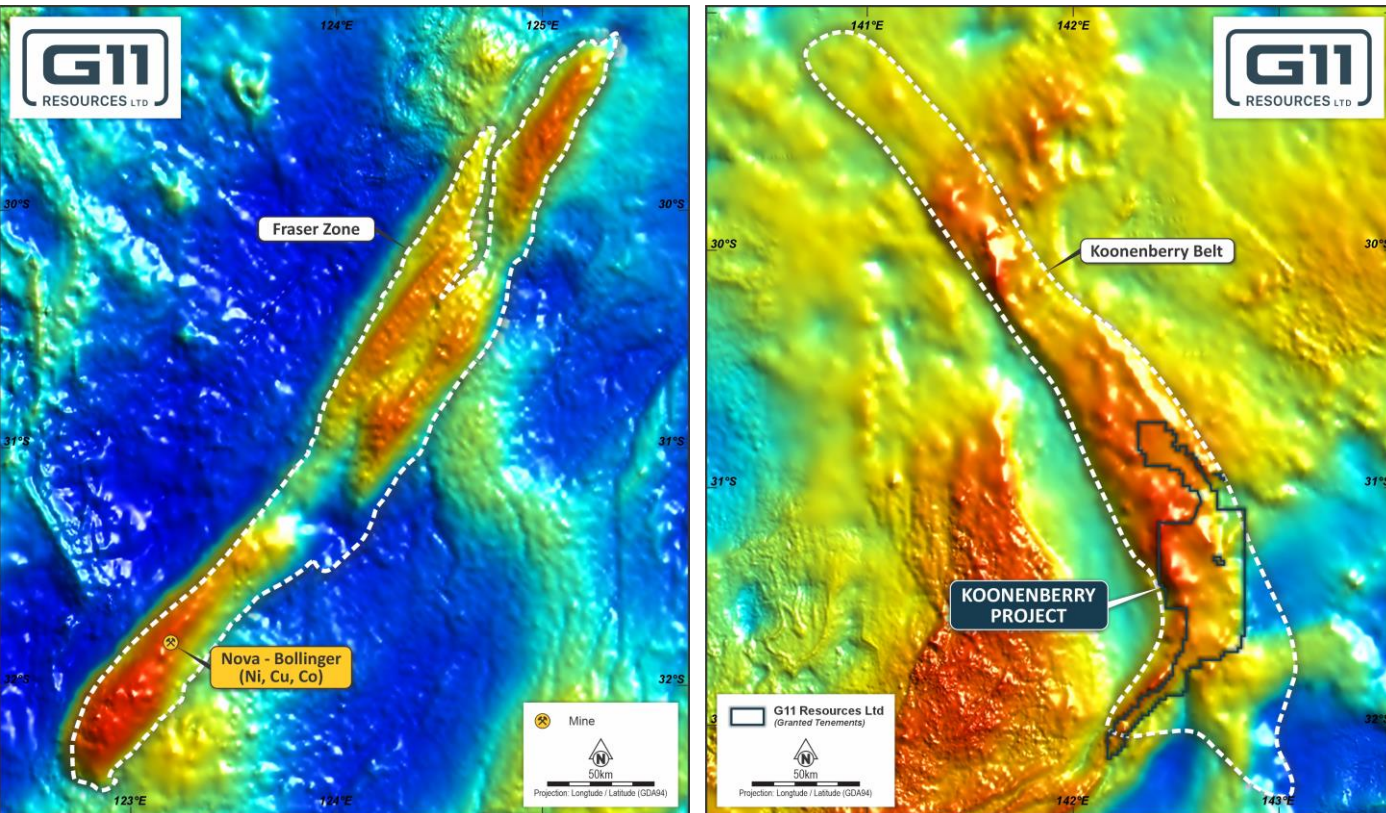 124°E
125°E
G11
RESOURCES LTD
30°S
Fraser Zone
31°S
31°S
Nova - Bollinger
(Ni, Cu, Co)
32°S
32°S
Mine
N
50km
Projection: Longtude / Latitude (GDA94)
123°E
124°E
141°E
142°E
G11
RESOURCES LTD
30°S
30°S
Koonenberry Belt
31°S
31°S
KOONENBERRY
PROJECT
G11 Resources Ltd
(Granted Tenements)
32°S
N
50km
Projection: Longtude / Latitude (GDA94)
142°E
143°E